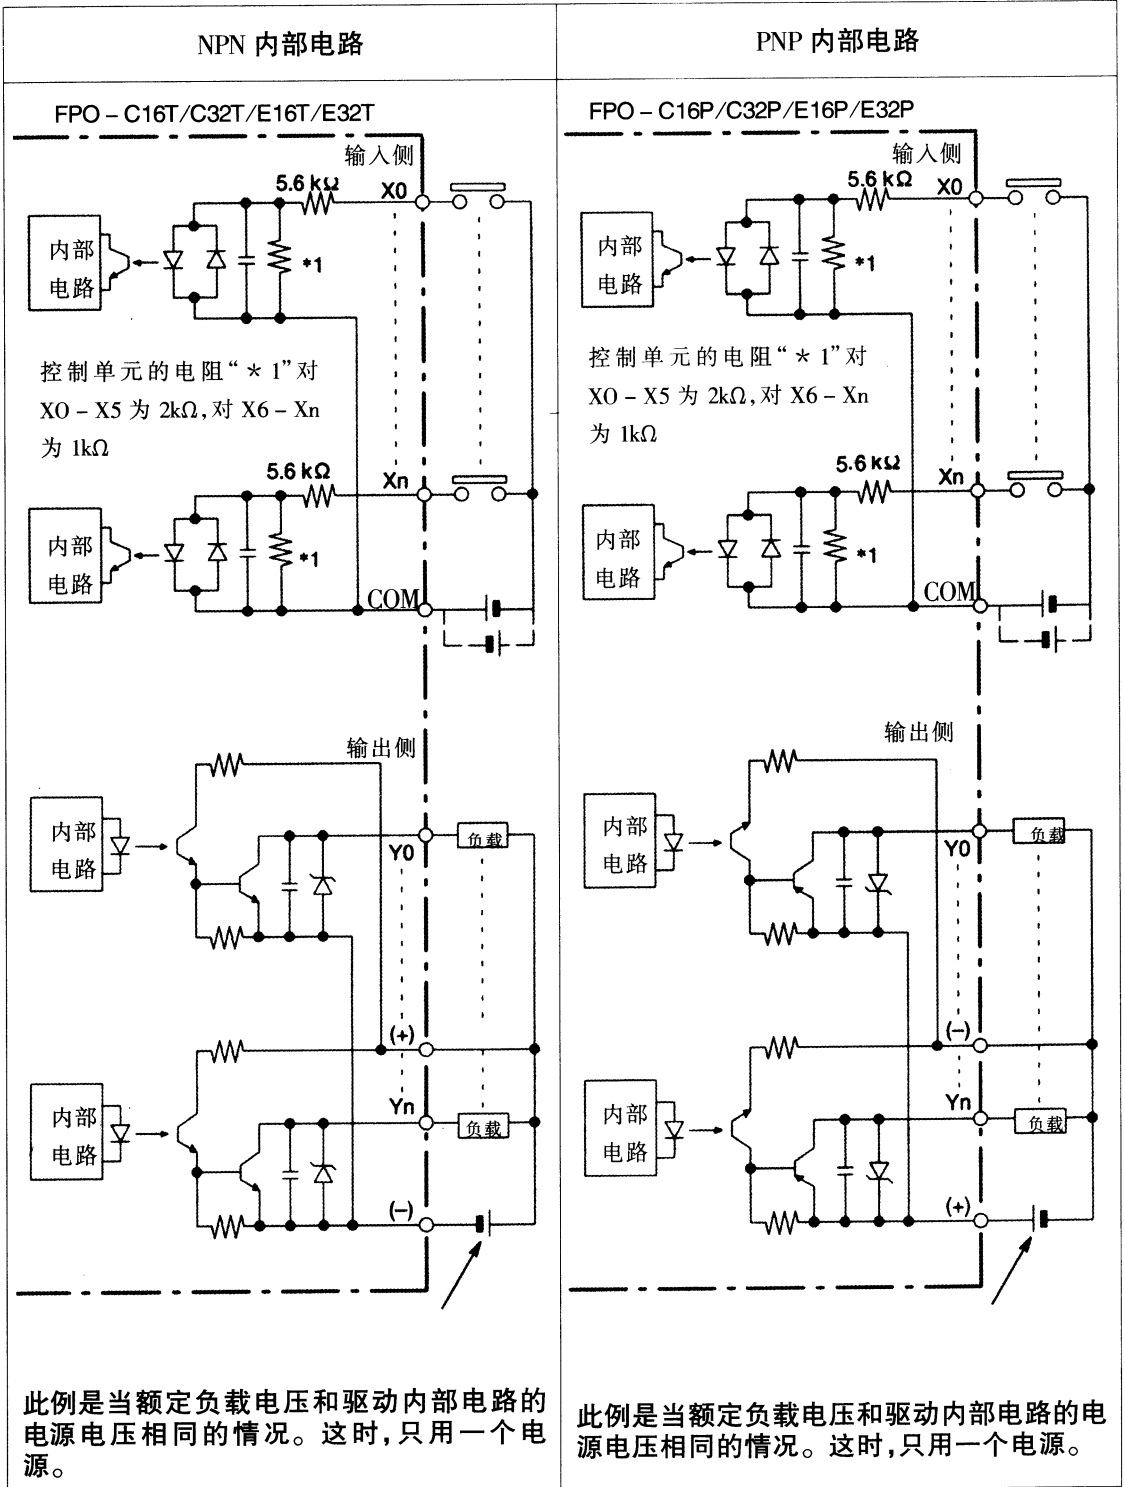 NPN 内部电路
FPO – C16T/C32T/E16T/E32T
输入侧
5.6 kΩ
X0
内部
电路
*1
控制单元的电阻“* 1”对
XO – X5 为 2kΩ,对 X6 – Xn
为 1kΩ
5.6 kΩ
Xn
内部
电路
*1
COM
输出侧
内部
电路
Y0
负载
(+)
内部
电路
Yn
负载
(–)
此例是当额定负载电压和驱动内部电路的
电源电压相同的情况。这时,只用一个电
源。
PNP 内部电路
FPO – C16P/C32P/E16P/E32P
输入侧
5.6 kΩ
X0
内部
电路
*1
控制单元的电阻“* 1”对
XO – X5 为 2kΩ,对 X6 – Xn
为 1kΩ
5.6 kΩ
Xn
内部
电路
*1
COM
输出侧
内部
电路
Y0
负载
(–)
内部
电路
Yn
负载
(+)
此例是当额定负载电压和驱动内部电路的电
源电压相同的情况。这时,只用一个电源。